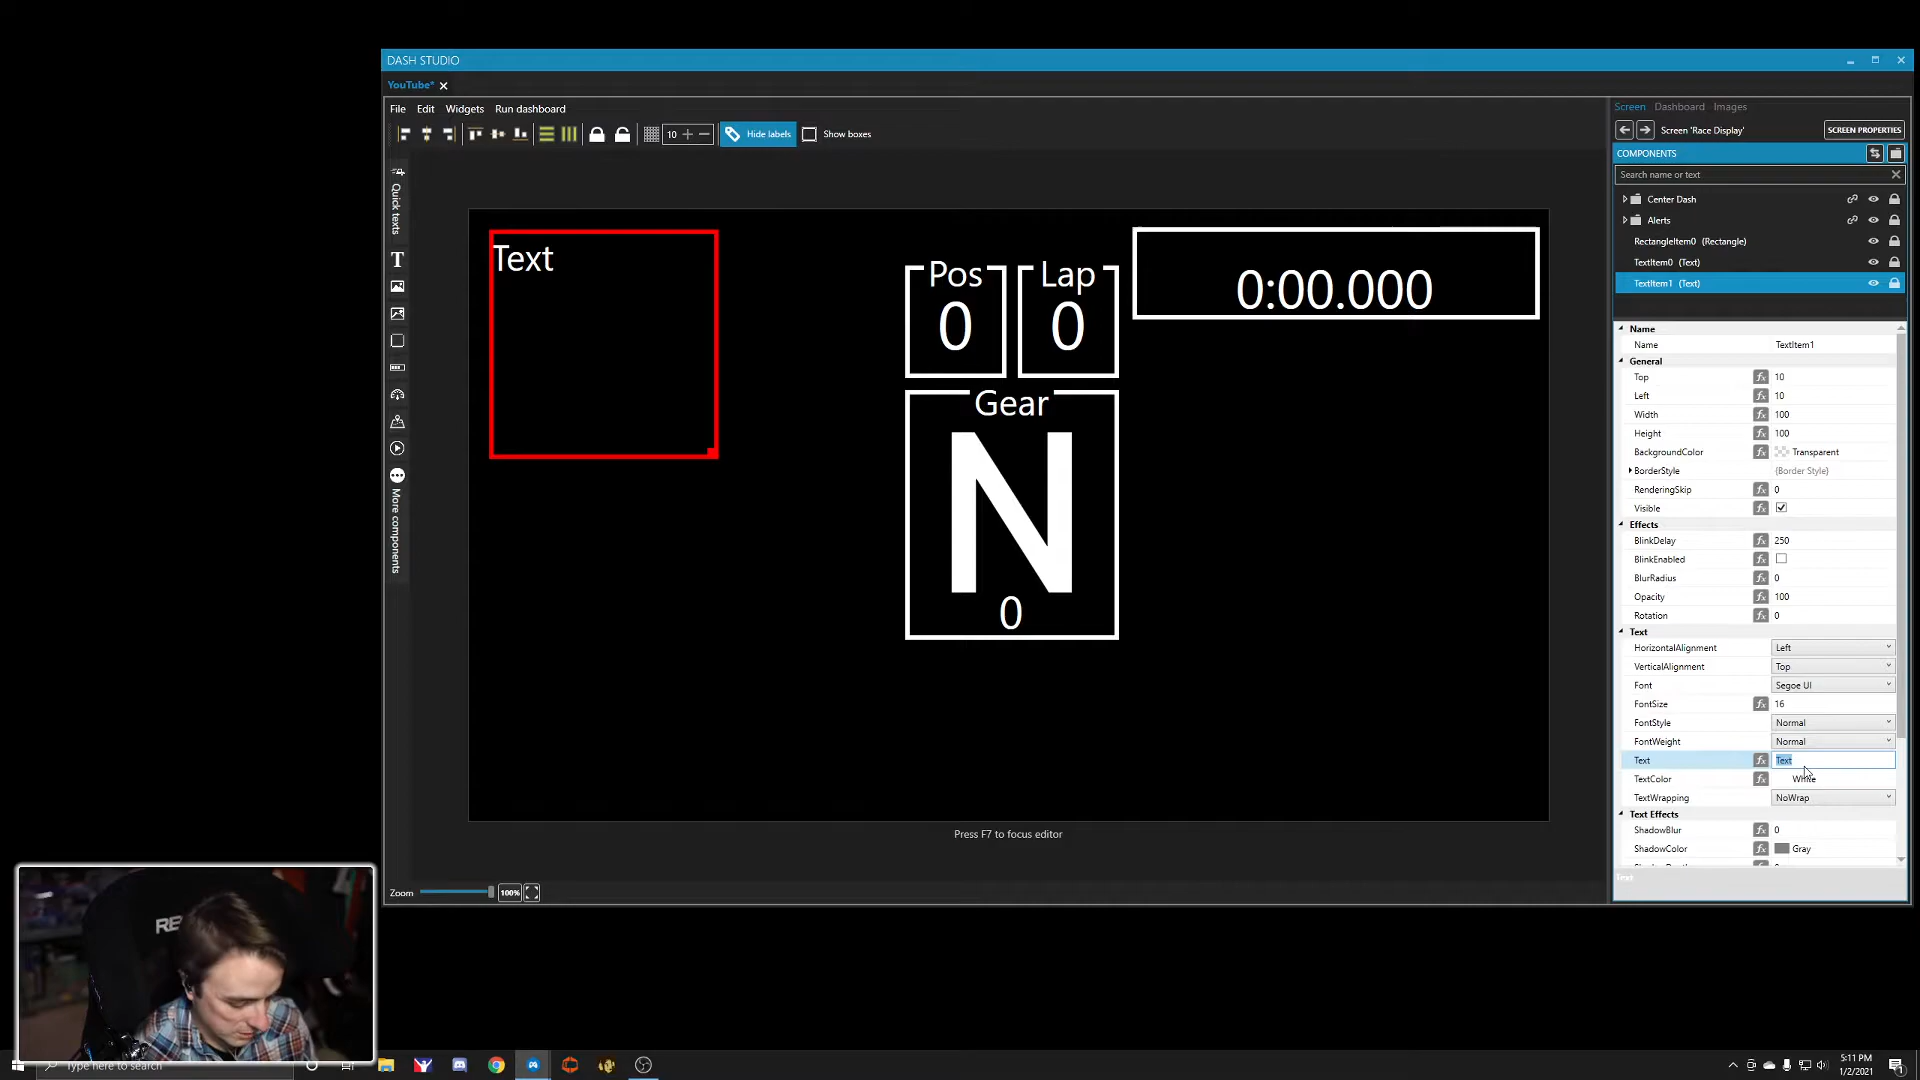 DASH STUDIO
YouTube*
File Edit Widgets Run dashboard
10 Hide labels Show boxes
Quick texts
More components
Text
Pos
0
Lap
0
0:00.000
Gear
N
0
Press F7 to focus editor
Zoom 100%
Screen Dashboard Images
Screen 'Race Display' SCREEN PROPERTIES
COMPONENTS
Search name or text
Center Dash
Alerts
RectangleItem0 (Rectangle)
TextItem0 (Text)
TextItem1 (Text)
Name
Name TextItem1
General
Top 10
Left 10
Width 100
Height 100
BackgroundColor Transparent
BorderStyle {Border Style}
RenderingSkip 0
Visible
Effects
BlinkDelay 250
BlinkEnabled
BlurRadius 0
Opacity 100
Rotation 0
Text
HorizontalAlignment Left
VerticalAlignment Top
Font Segoe UI
FontSize 16
FontStyle Normal
FontWeight Normal
Text Text
TextColor White
TextWrapping NoWrap
Text Effects
ShadowBlur 0
ShadowColor Gray
Text
Type here to search
5:11 PM
1/2/2021